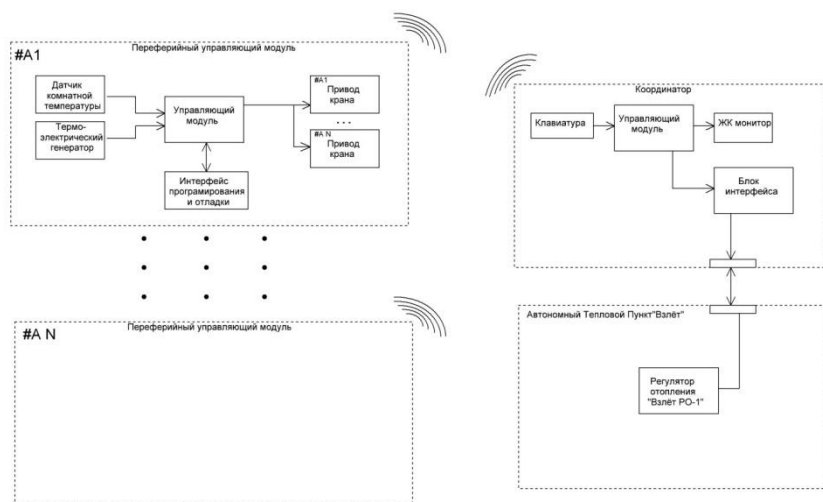 Переферийный управляющий модуль
#A1
Датчик
комнатной
температуры
Термо-
электрический
генератор
Управляющий
модуль
#A1
Привод
крана
...
#A N
Привод
крана
Интерфейс
програмирования
и отладки
#A N
Переферийный управляющий модуль
Координатор
Клавиатура
Управляющий
модуль
ЖК монитор
Блок
интерфейса
Автономный Тепловой Пункт"Взлёт"
Регулятор
отопления
"Взлёт РО-1"